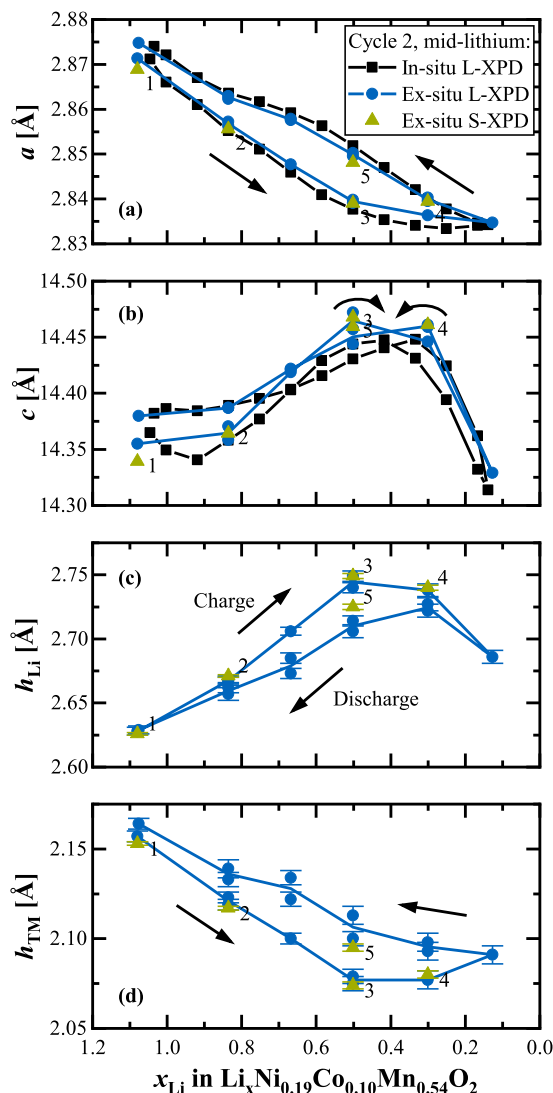 2.88
2.87
2.86
2.85
2.84
2.83
a [Å]
Cycle 2, mid-lithium:
In-situ L-XPD
Ex-situ L-XPD
Ex-situ S-XPD
1
2
3
4
5
(a)
14.50
14.45
14.40
14.35
14.30
c [Å]
(b)
1
2
3
5
4
2.75
2.70
2.65
2.60
h_Li [Å]
(c)
Charge
Discharge
1
2
3
5
4
2.15
2.10
2.05
h_TM [Å]
(d)
1
2
5
3
4
1.2 1.0 0.8 0.6 0.4 0.2 0.0
x_Li in Li_xNi_0.19Co_0.10Mn_0.54O_2